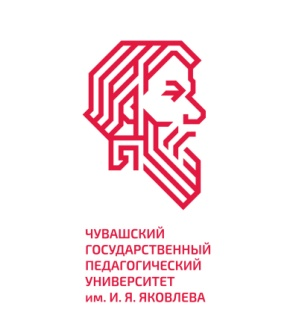 ЧУВАШСКИЙ
ГОСУДАРСТВЕННЫЙ
ПЕДАГОГИЧЕСКИЙ
УНИВЕРСИТЕТ
им. И. Я. ЯКОВЛЕВА